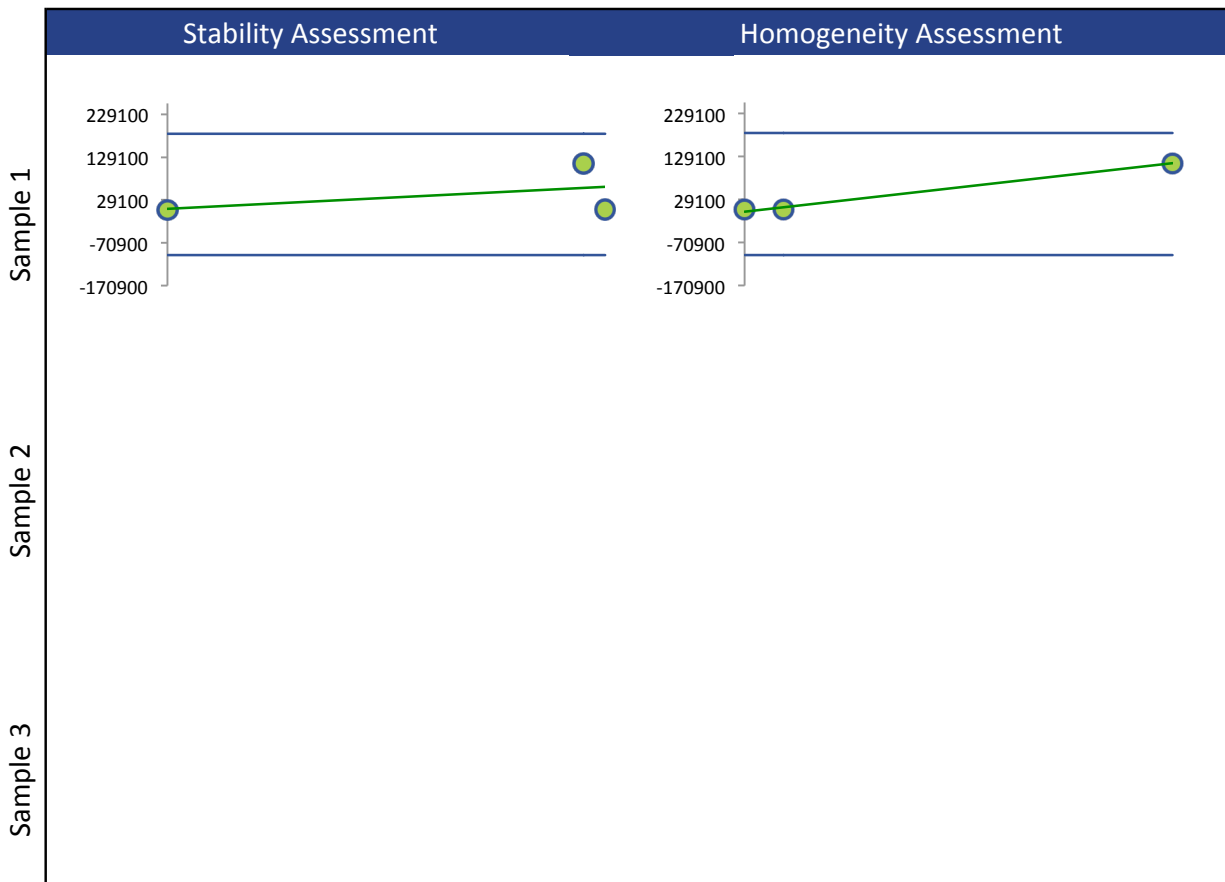 Stability Assessment
Homogeneity Assessment
Sample 1
229100
129100
29100
-70900
-170900
229100
129100
29100
-70900
-170900
Sample 2
Sample 3